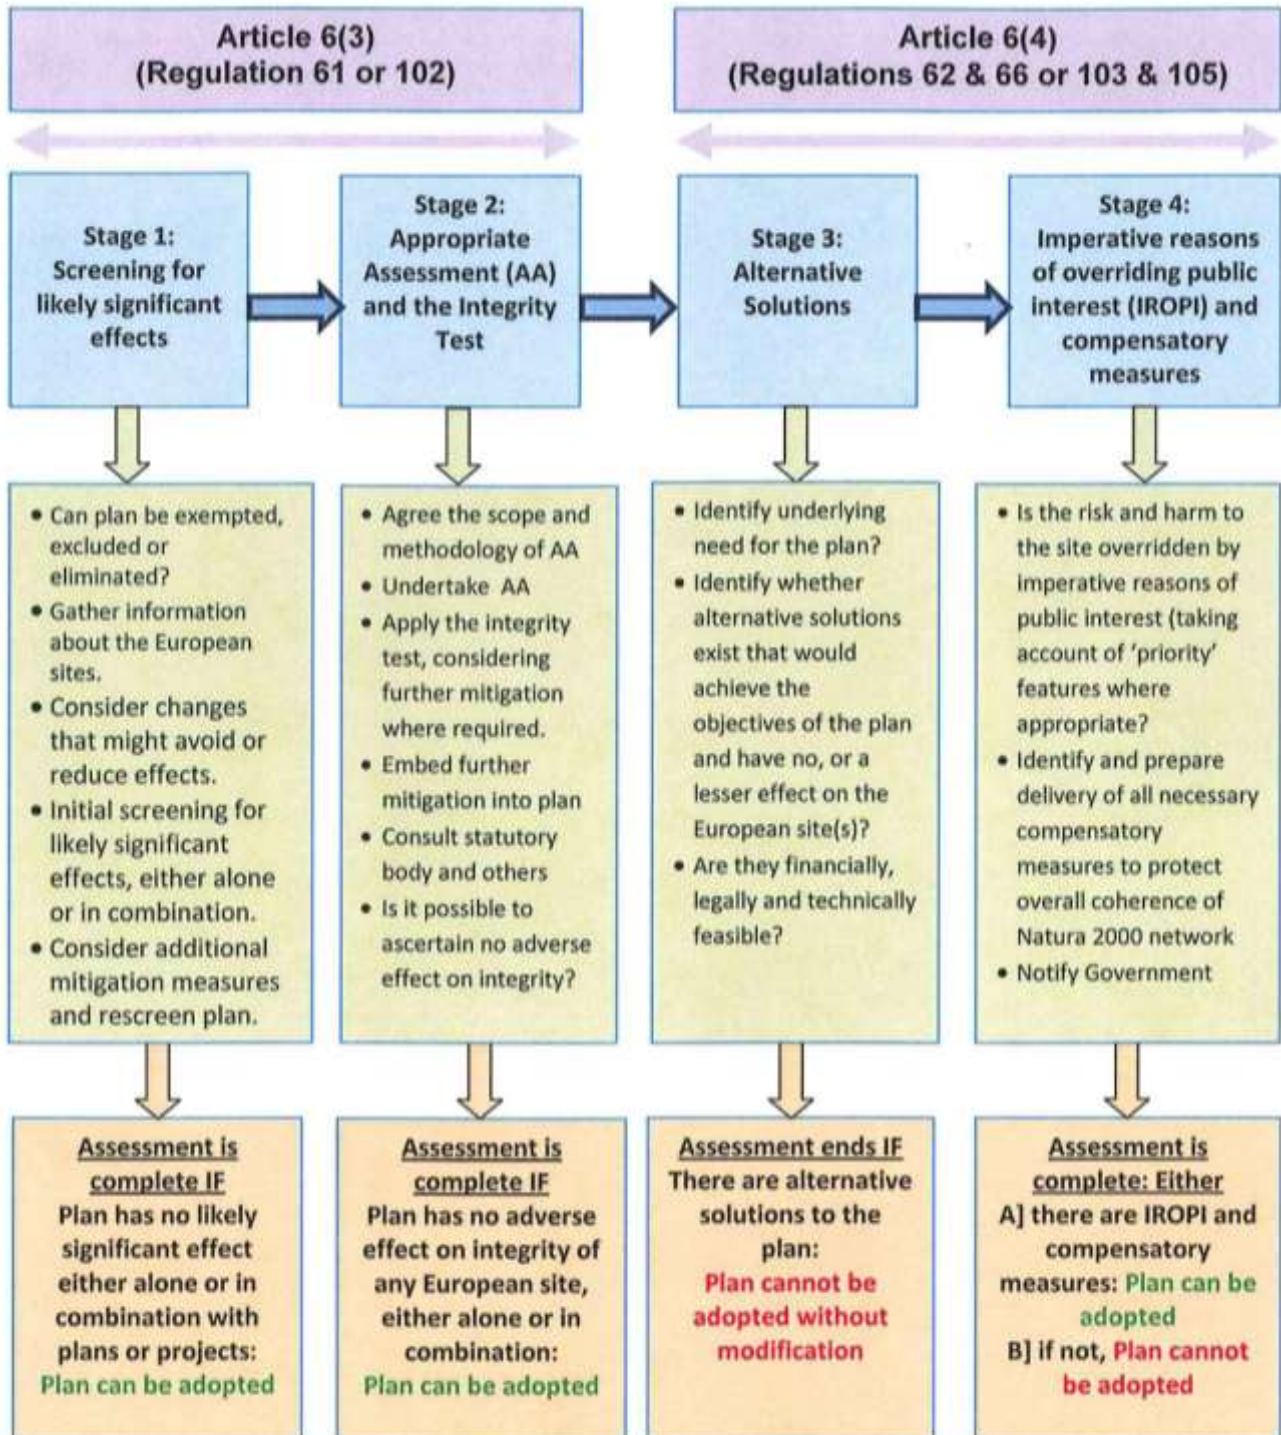 Article 6(3)
(Regulation 61 or 102)
Article 6(4)
(Regulations 62 & 66 or 103 & 105)
Stage 1:
Screening for
likely significant
effects
Stage 2:
Appropriate
Assessment (AA)
and the Integrity
Test
Stage 3:
Alternative
Solutions
Stage 4:
Imperative reasons
of overriding public
interest (IROPI) and
compensatory
measures
• Can plan be exempted,
excluded or
eliminated?
• Gather information
about the European
sites.
• Consider changes
that might avoid or
reduce effects.
• Initial screening for
likely significant
effects, either alone
or in combination.
• Consider additional
mitigation measures
and rescreen plan.
• Agree the scope and
methodology of AA
• Undertake AA
• Apply the integrity
test, considering
further mitigation
where required.
• Embed further
mitigation into plan
• Consult statutory
body and others
• Is it possible to
ascertain no adverse
effect on integrity?
• Identify underlying
need for the plan?
• Identify whether
alternative solutions
exist that would
achieve the
objectives of the plan
and have no, or a
lesser effect on the
European site(s)?
• Are they financially,
legally and technically
feasible?
• Is the risk and harm to
the site overridden by
imperative reasons of
public interest (taking
account of ‘priority’
features where
appropriate?
• Identify and prepare
delivery of all necessary
compensatory
measures to protect
overall coherence of
Natura 2000 network
• Notify Government
Assessment is
complete IF
Plan has no likely
significant effect
either alone or in
combination with
plans or projects:
Plan can be adopted
Assessment is
complete IF
Plan has no adverse
effect on integrity of
any European site,
either alone or in
combination:
Plan can be adopted
Assessment ends IF
There are alternative
solutions to the
plan:
Plan cannot be
adopted without
modification
Assessment is
complete: Either
A] there are IROPI and
compensatory
measures: Plan can be
adopted
B] if not, Plan cannot
be adopted